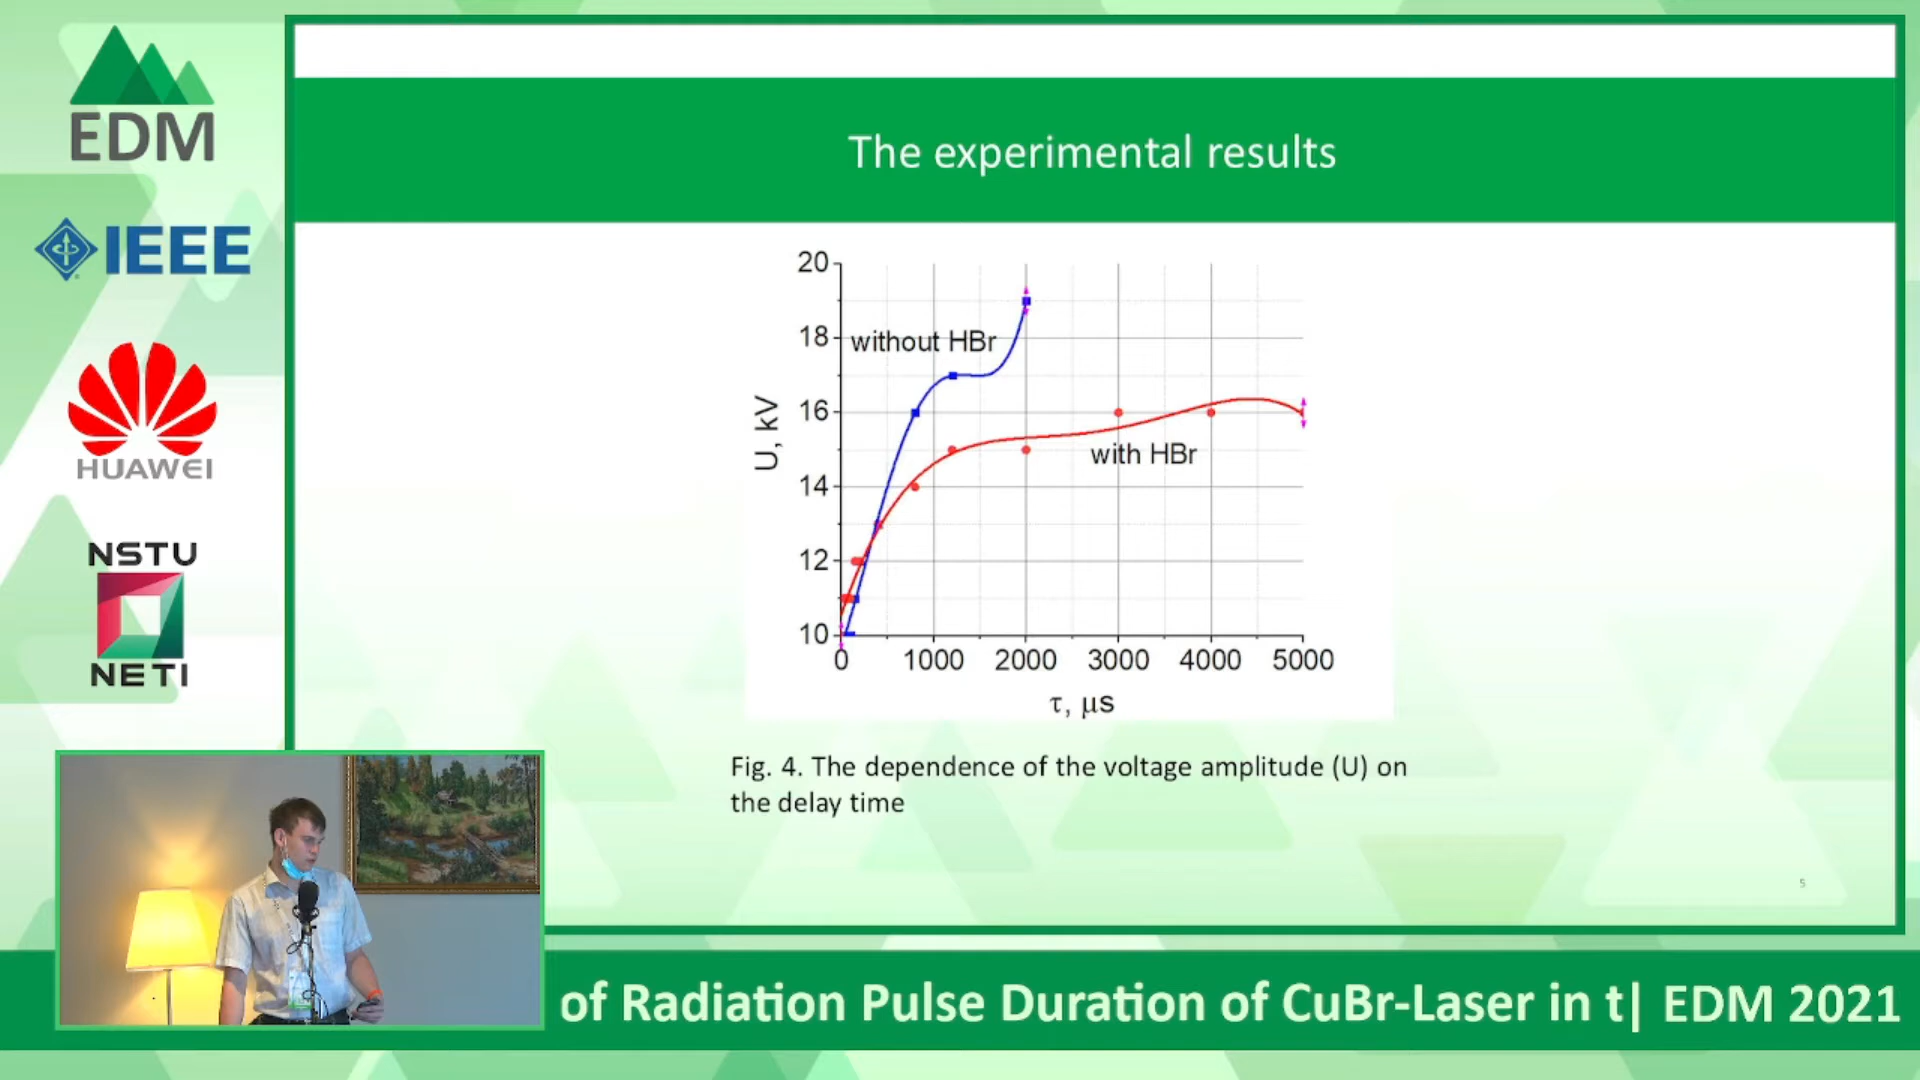 EDM
IEEE
HUAWEI
NSTU
NETI
The experimental results
20
18
16
14
12
10
U, kV
without HBr
with HBr
0 1000 2000 3000 4000 5000
τ, μs
Fig. 4. The dependence of the voltage amplitude (U) on
the delay time
5
of Radiation Pulse Duration of CuBr-Laser in t| EDM 2021